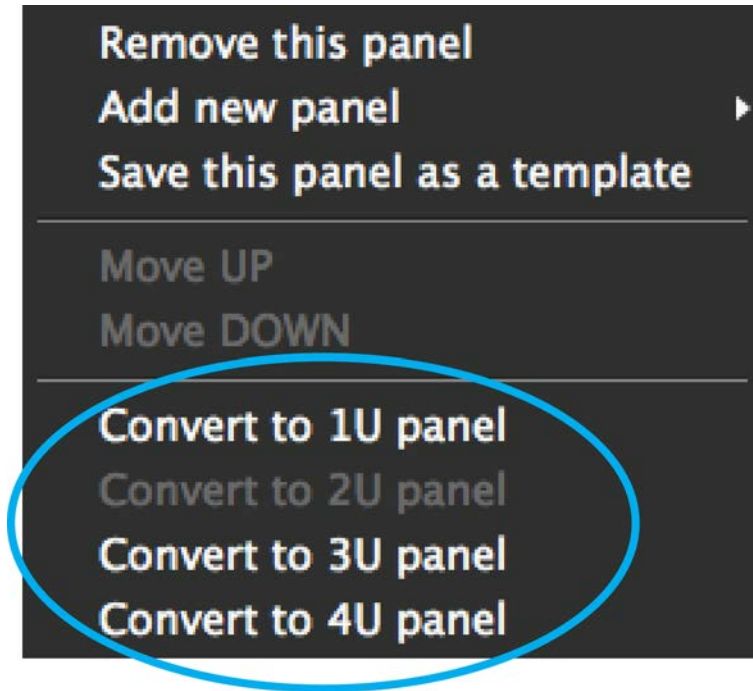 Remove this panel
Add new panel
Save this panel as a template
Move UP
Move DOWN
Convert to 1U panel
Convert to 2U panel
Convert to 3U panel
Convert to 4U panel